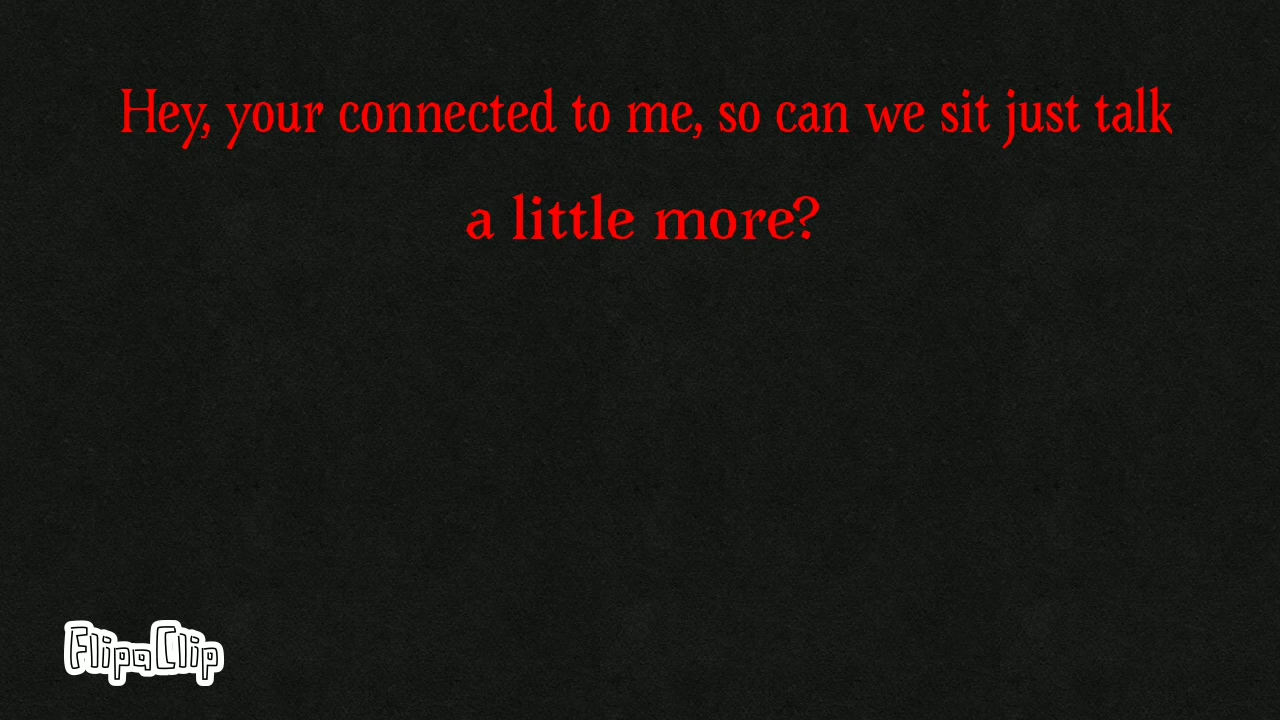 Hey, your connected to me, so can we sit just talk
a little more?
FlipaClip